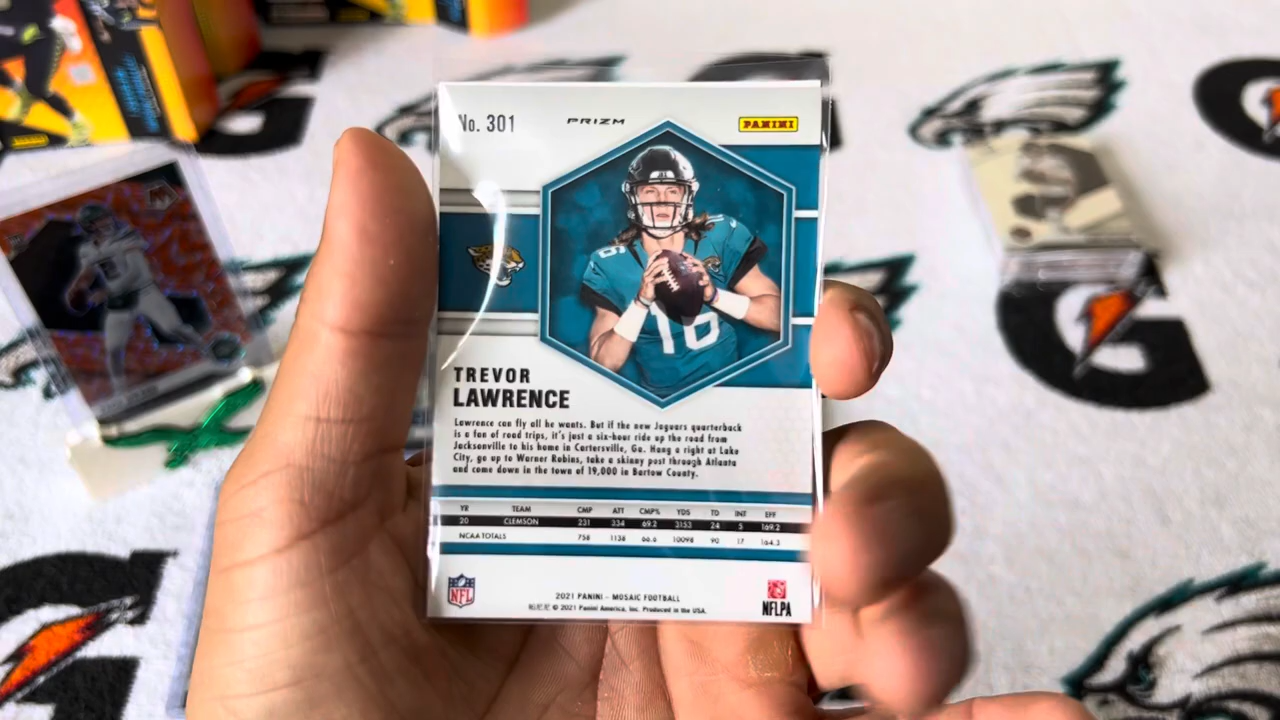 No. 301
PRIZM
PANINI
16
16
TREVOR
LAWRENCE
Lawrence can fly all he wants. But if the new Jaguars quarterback
is a fan of road trips, it's just a six-hour ride up the road from
Jacksonville to his home in Cartersville, Ga. Hang a right at Lake
City, go up to Warner Robins, take a skinny post through Atlanta
and come down in the town of 19,000 in Bartow County.
YR TEAM CMP ATT CMP% YDS TD INT EFF
20 CLEMSON 231 334 69.2 3153 24 5 169.2
NCAA TOTALS 758 1138 66.6 10098 90 17 164.3
NFL
NFLPA
2021 PANINI - MOSAIC FOOTBALL
© 2021 Panini America, Inc. Produced in the USA.